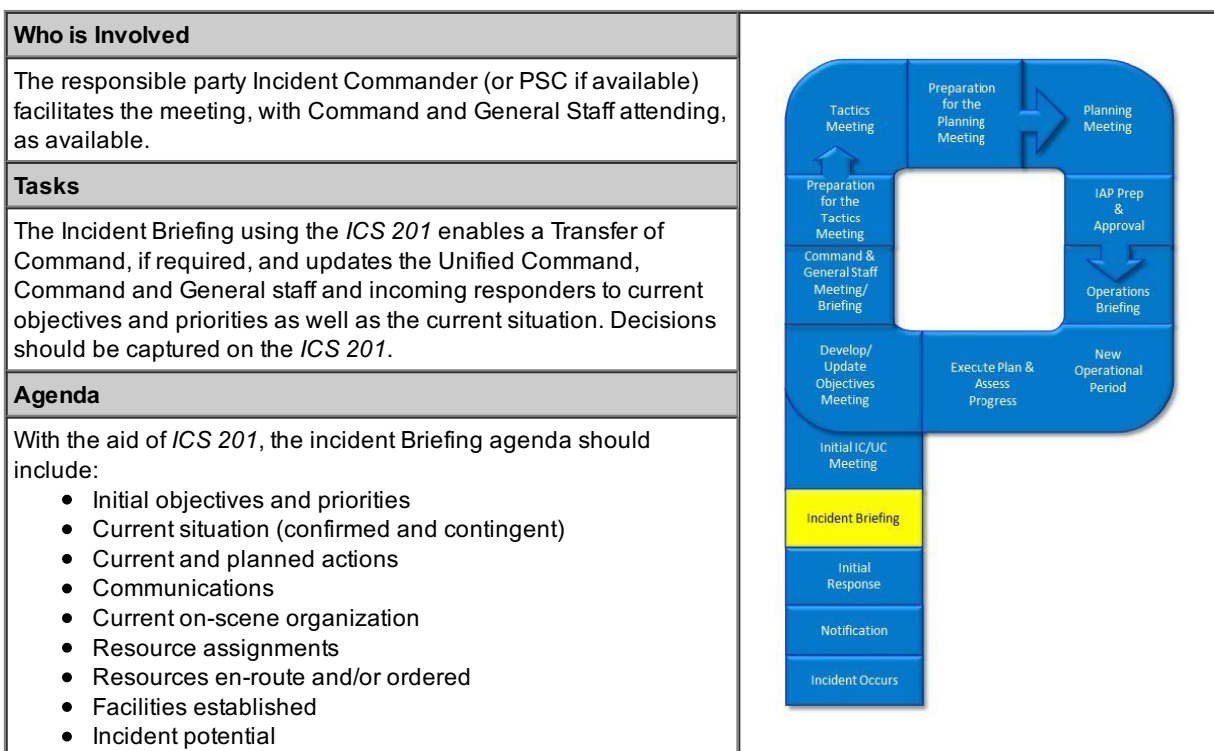 Who is Involved
The responsible party Incident Commander (or PSC if available)
facilitates the meeting, with Command and General Staff attending,
as available.
Tasks
The Incident Briefing using the ICS 201 enables a Transfer of
Command, if required, and updates the Unified Command,
Command and General staff and incoming responders to current
objectives and priorities as well as the current situation. Decisions
should be captured on the ICS 201.
Agenda
With the aid of ICS 201, the incident Briefing agenda should
include:
• Initial objectives and priorities
• Current situation (confirmed and contingent)
• Current and planned actions
• Communications
• Current on-scene organization
• Resource assignments
• Resources en-route and/or ordered
• Facilities established
• Incident potential
Tactics
Meeting
Preparation
for the
Planning
Meeting
Planning
Meeting
Preparation
for the
Tactics
Meeting
IAP Prep
&
Approval
Command &
General Staff
Meeting/
Briefing
Operations
Briefing
Develop/
Update
Objectives
Meeting
Execute Plan &
Assess
Progress
New
Operational
Period
Initial IC/UC
Meeting
Incident Briefing
Initial
Response
Notification
Incident Occurs